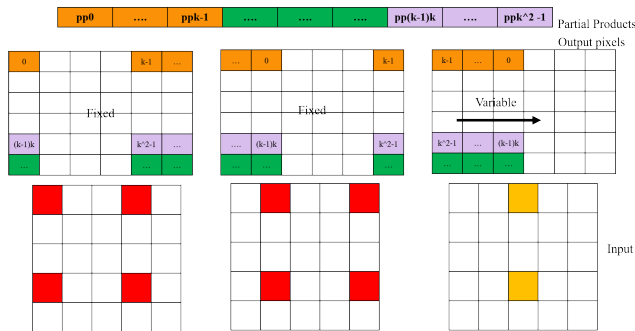 pp0 .... ppk-1 .... .... .... pp(k-1)k .... ppk^2 -1 Partial Products
Output pixels
0 k-1 ... ... 0 k-1 k-1 ... 0
Fixed Fixed Variable
(k-1)k k^2-1 ... .... (k-1)k k^2-1 k^2-1 ... (k-1)k
... ... ... ... ... ... ... ... ...
Input